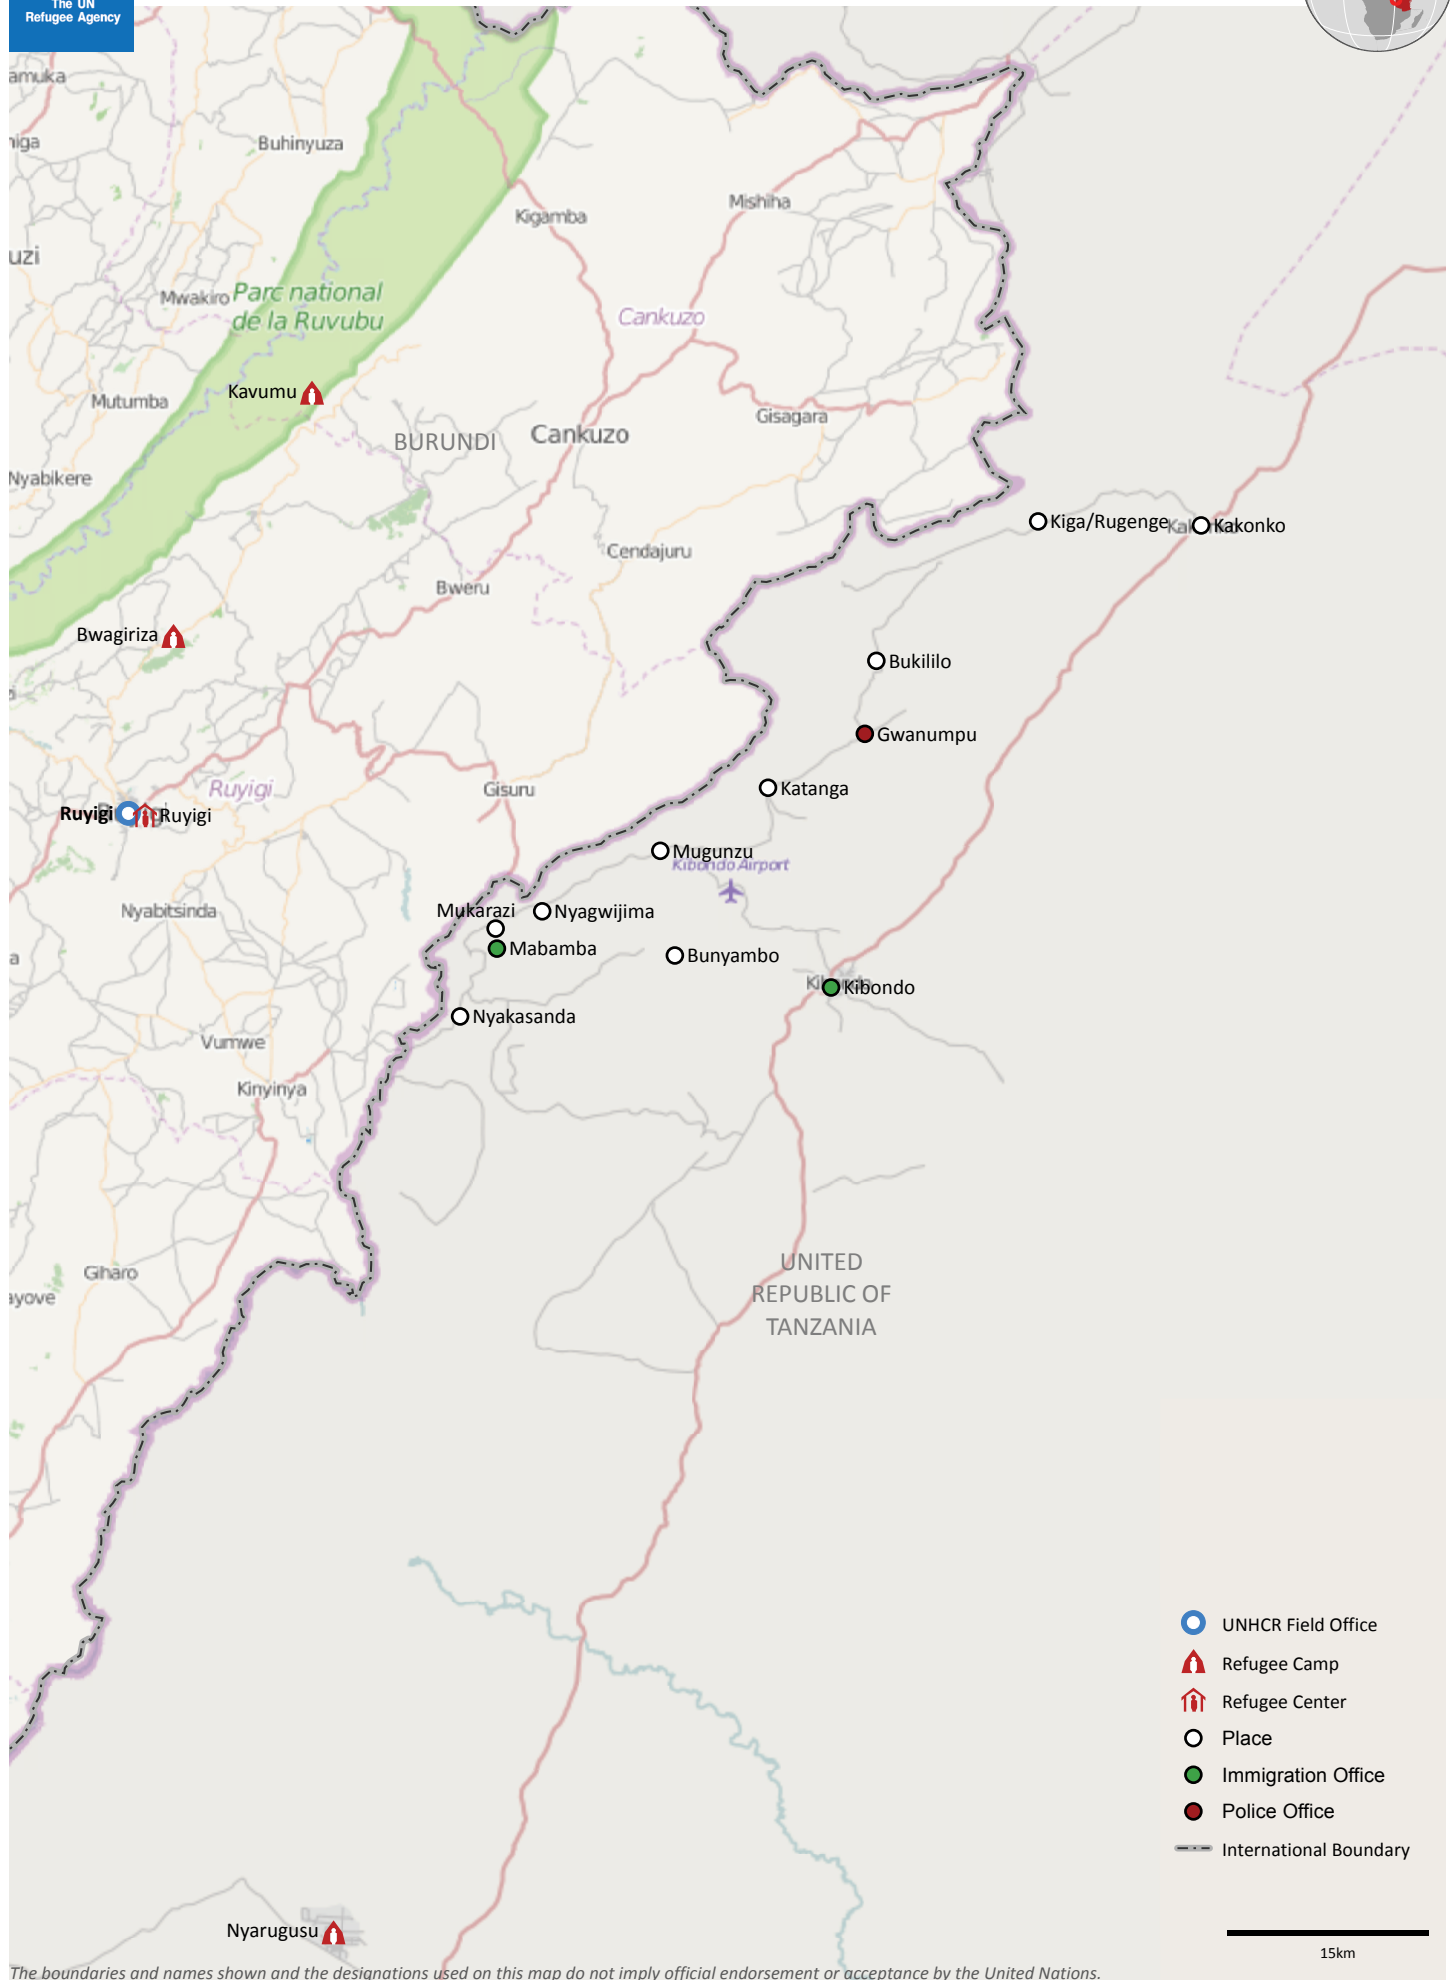 The UN
Refugee Agency
amuka
Buhinyuza
Kigamba
Mishiha
uzi
Mwakiro
Parc national
de la Ruvubu
Cankuzo
Kavumu
Mutumba
BURUNDI
Cankuzo
Gisagara
Nyabikere
Kiga/Rugenge
Kakonko
Cendajuru
Bweru
Bwagiriza
Bukililo
Gwanumpu
Ruyigi
Gisuru
Katanga
Ruyigi
Ruyigi
Mugunzu
Kibondo Airport
Nyabitsinda
Mukarazi
Nyagwijima
Mabamba
Bunyambo
Kibondo
Nyakasanda
Vumwe
Kinyinya
UNITED
REPUBLIC OF
TANZANIA
Giharo
ayove
UNHCR Field Office
Refugee Camp
Refugee Center
Place
Immigration Office
Police Office
International Boundary
Nyarugusu
15km
The boundaries and names shown and the designations used on this map do not imply official endorsement or acceptance by the United Nations.